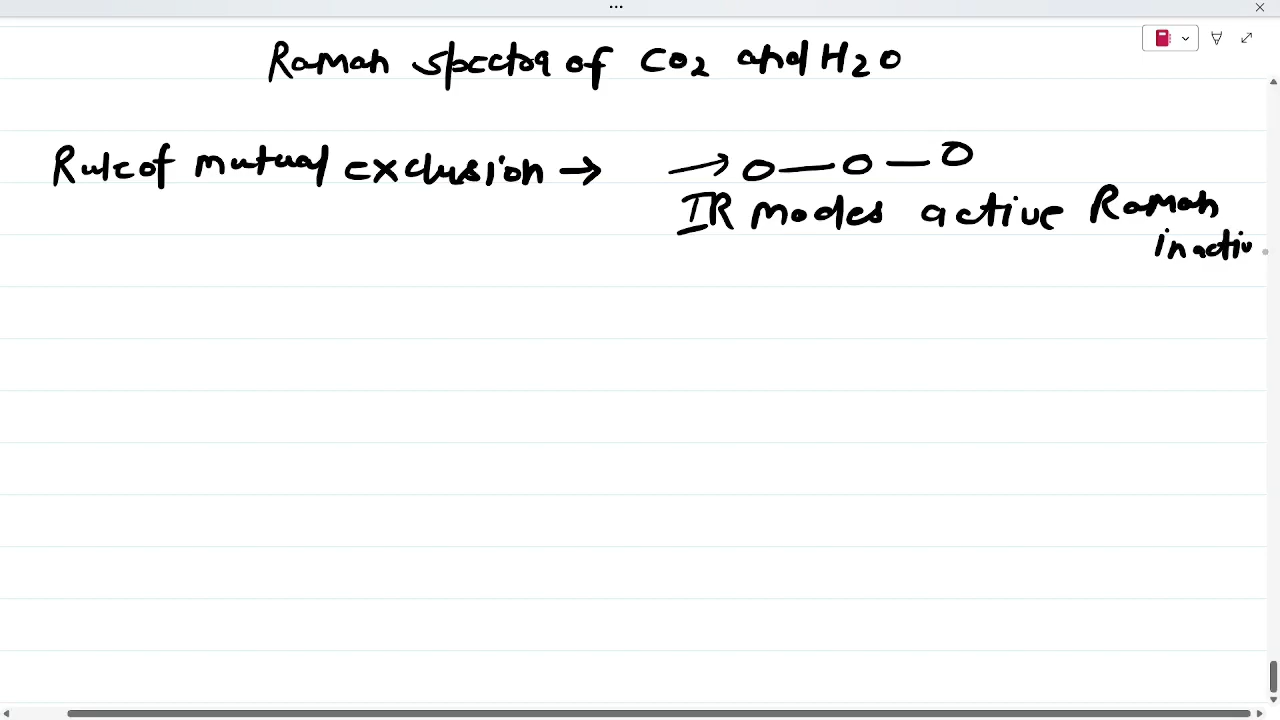 Raman spectra of CO2 and H2O
Rule of mutual exclusion → → O — O — O
IR modes active Raman
inactiv